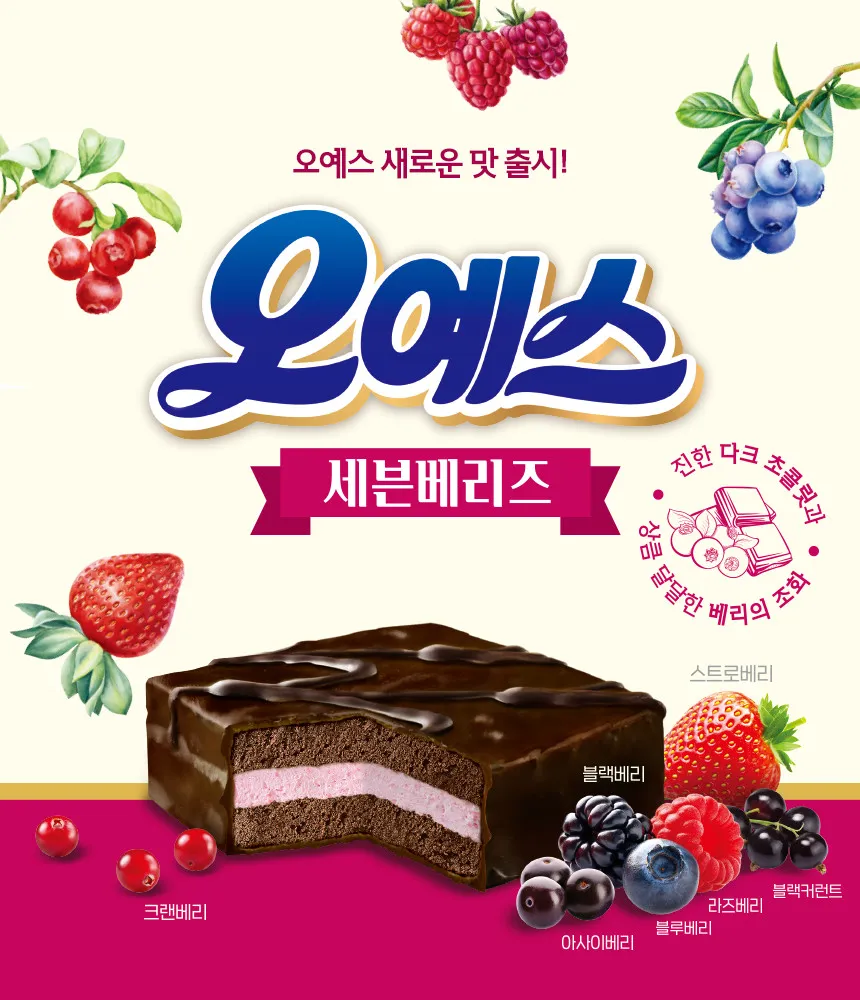 오예스 새로운 맛 출시!
오예스
세븐베리즈
진한 다크 초콜릿과
상큼 달달한 베리의 조화
스트로베리
블랙베리
블랙커런트
라즈베리
크랜베리
블루베리
아사이베리